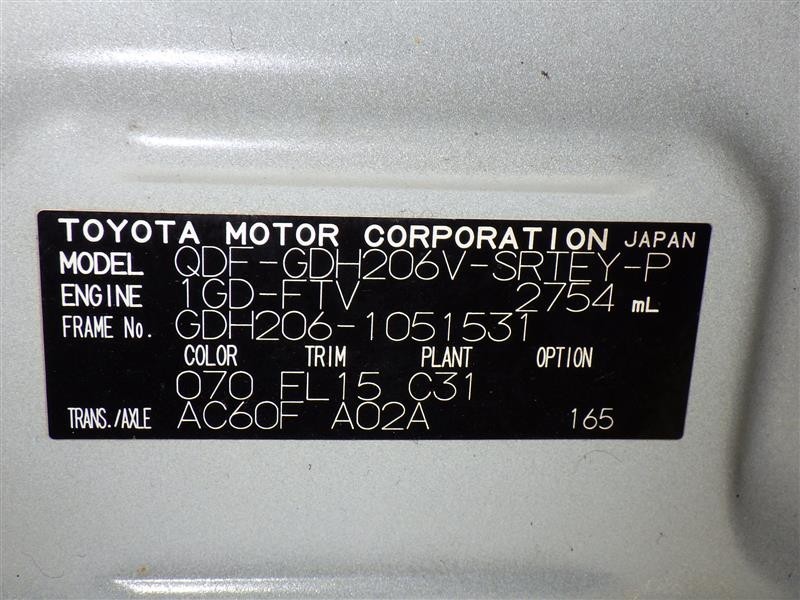 TOYOTA MOTOR CORPORATION JAPAN
MODEL QDF-GDH206V-SRTEY-P
ENGINE 1GD-FTV 2754 mL
FRAME No. GDH206-1051531
COLOR TRIM PLANT OPTION
070 FL15 C31
TRANS./AXLE AC60F A02A 165